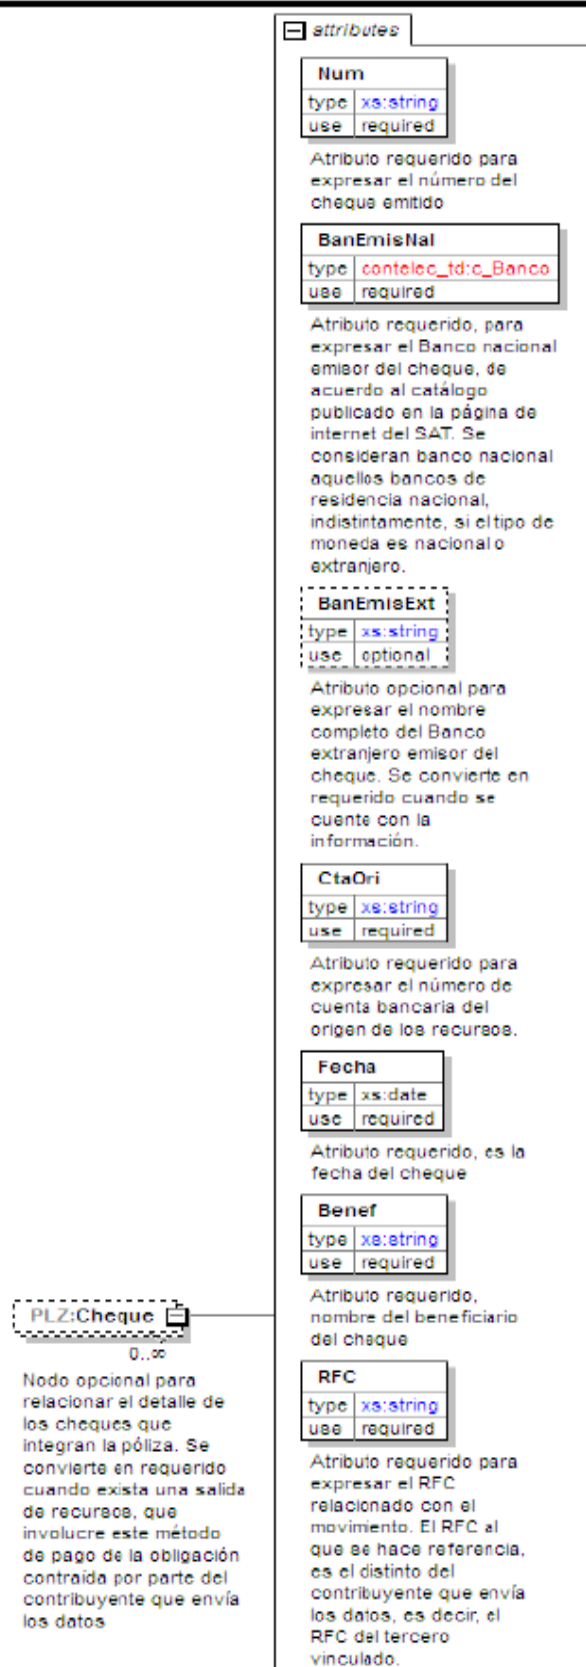 attributes
Num
type xs:string
use required
Atributo requerido para
expresar el número del
cheque emitido
BanEmisNal
type contelec_td:c_Banco
use required
Atributo requerido, para
expresar el Banco nacional
emisor del cheque, de
acuerdo al catálogo
publicado en la página de
internet del SAT. Se
consideran banco nacional
aquellos bancos de
residencia nacional,
indistintamente, si el tipo de
moneda es nacional o
extranjero.
BanEmisExt
type xs:string
use optional
Atributo opcional para
expresar el nombre
completo del Banco
extranjero emisor del
cheque. Se convierte en
requerido cuando se
cuente con la
información.
CtaOri
type xs:string
use required
Atributo requerido para
expresar el número de
cuenta bancaria del
origen de los recursos.
Fecha
type xs:date
use required
Atributo requerido, es la
fecha del cheque
Benef
type xs:string
use required
Atributo requerido,
nombre del beneficiario
del cheque
RFC
type xs:string
use required
Atributo requerido para
expresar el RFC
relacionado con el
movimiento. El RFC al
que se hace referencia,
es el distinto del
contribuyente que envía
los datos, es decir, el
RFC del tercero
vinculado.
PLZ:Cheque
0..∞
Nodo opcional para
relacionar el detalle de
los cheques que
integran la póliza. Se
convierte en requerido
cuando exista una salida
de recursos, que
involucre este método
de pago de la obligación
contraída por parte del
contribuyente que envía
los datos